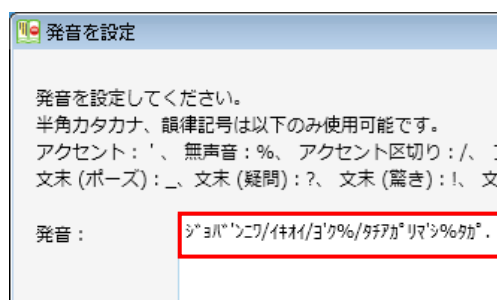 発音を設定
発音を設定してください。
半角カタカナ、韻律記号は以下のみ使用可能です。
アクセント：'、 無声音：%、 アクセント区切り：/、
文末 (ポーズ)：_、文末 (疑問)：?、 文末 (驚き)：!、 文
発音： ｼﾞｮﾊﾞﾞ'ﾝﾆﾜ/ｲｷｵｲ/ﾖ'ｸ%/ﾀﾁｱｶﾞﾘﾏ'ｼ%ﾀｶﾟ.